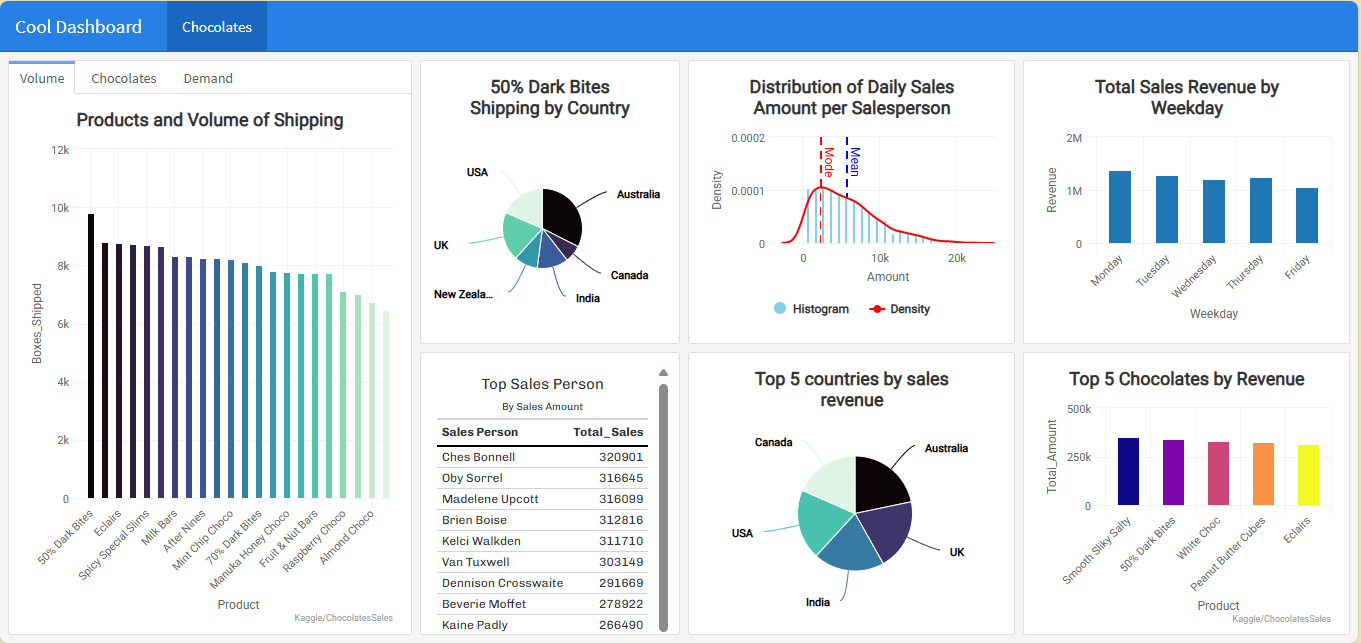 Cool Dashboard
Chocolates
Volume
Chocolates
Demand
Products and Volume of Shipping
12k
10k
8k
6k
4k
2k
0
Boxes_Shipped
50% Dark Bites
Eclairs
Spicy Special Slims
Milk Bars
After Nines
Mint Chip Choco
70% Dark Bites
Manuka Honey Choco
Fruit & Nut Bars
Raspberry Choco
Almond Choco
Product
Kaggle/ChocolatesSales
50% Dark Bites
Shipping by Country
USA
Australia
UK
Canada
New Zeala...
India
Distribution of Daily Sales
Amount per Salesperson
0.0002
0.0001
0
Density
Mode
Mean
0
10k
20k
Amount
Histogram
Density
Total Sales Revenue by
Weekday
2M
1M
0
Revenue
Monday
Tuesday
Wednesday
Thursday
Friday
Weekday
Top Sales Person
By Sales Amount
Sales Person Total_Sales
Ches Bonnell 320901
Oby Sorrel 316645
Madelene Upcott 316099
Brien Boise 312816
Kelci Walkden 311710
Van Tuxwell 303149
Dennison Crosswaite 291669
Beverie Moffet 278922
Kaine Padly 266490
Top 5 countries by sales
revenue
Canada
Australia
USA
UK
India
Top 5 Chocolates by Revenue
500k
250k
0
Total_Amount
Smooth Sliky Salty
50% Dark Bites
White Choc
Peanut Butter Cubes
Eclairs
Product
Kaggle/ChocolatesSales